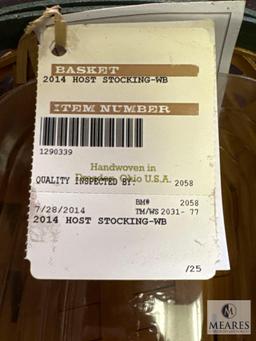 BASKET
2014 HOST STOCKING-WB
ITEM NUMBER
1290339
Handwoven in
Dresden, Ohio U.S.A.
QUALITY INSPECTED BY: 2058
BM# 2058
7/28/2014 TM/WS 2031- 77
2014 HOST STOCKING-WB
/25
M
MEARES